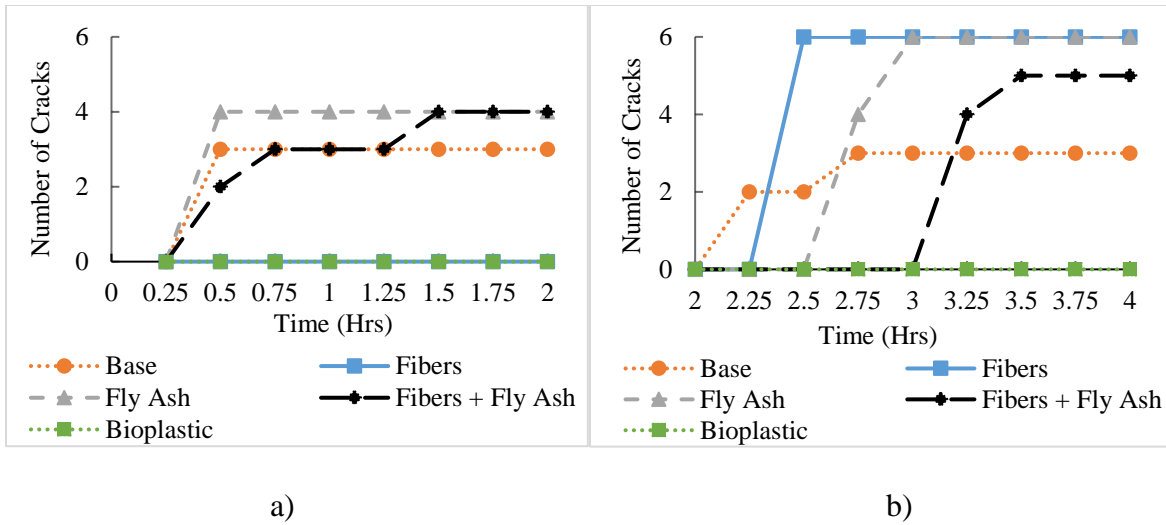 6
4
2
0
Number of Cracks
0 0.25 0.5 0.75 1 1.25 1.5 1.75 2
Time (Hrs)
Base Fibers
Fly Ash Fibers + Fly Ash
Bioplastic
a)
6
4
2
0
Number of Cracks
2 2.25 2.5 2.75 3 3.25 3.5 3.75 4
Time (Hrs)
Base Fibers
Fly Ash Fibers + Fly Ash
Bioplastic
b)